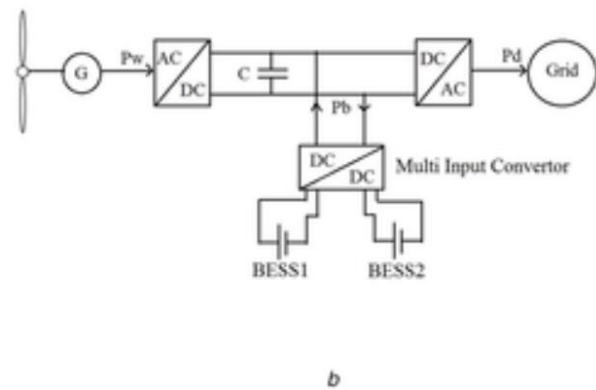 Pw
AC
DC
G
C
DC
AC
Pd
Grid
Pb
DC
DC
Multi Input Convertor
BESS1
BESS2
b